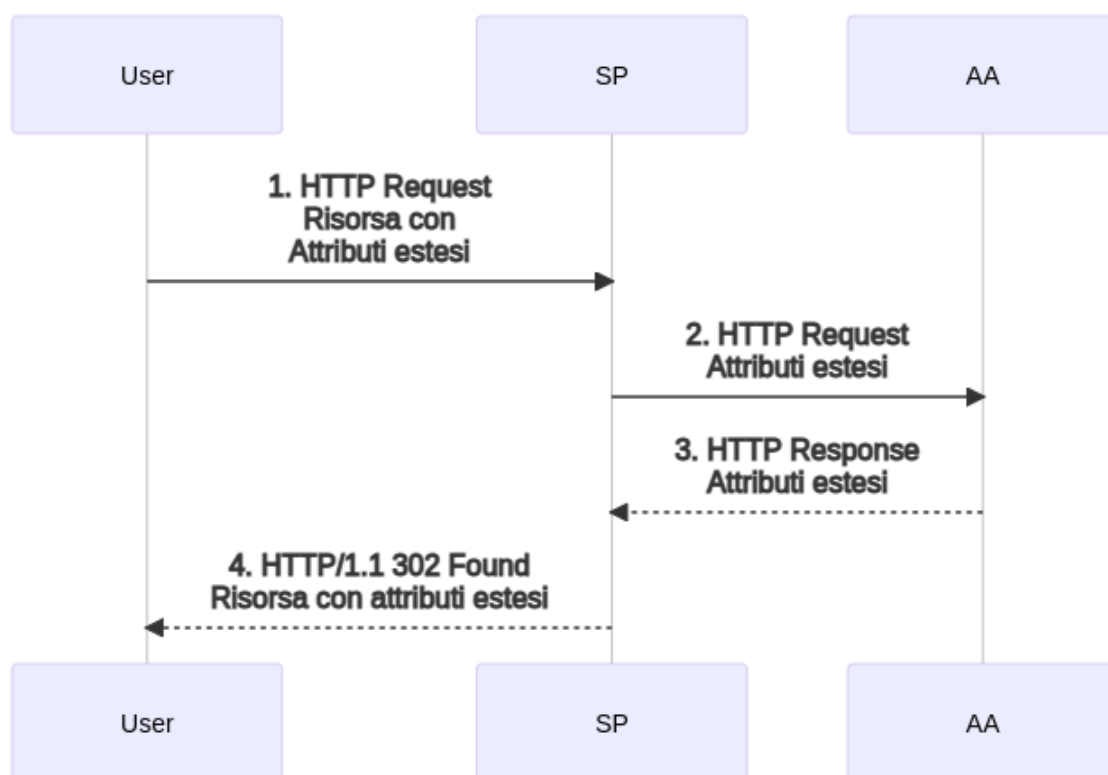 User
SP
AA
1. HTTP Request
Risorsa con
Attributi estesi
2. HTTP Request
Attributi estesi
3. HTTP Response
Attributi estesi
4. HTTP/1.1 302 Found
Risorsa con attributi estesi
User
SP
AA